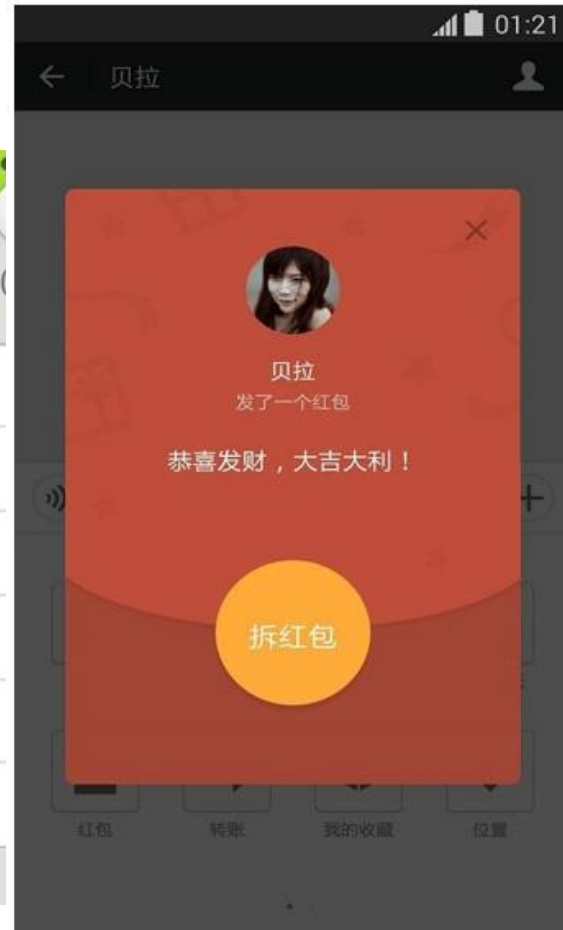 01:21
贝拉
贝拉
发了一个红包
恭喜发财，大吉大利！
拆红包
红包 转账 我的收藏 位置